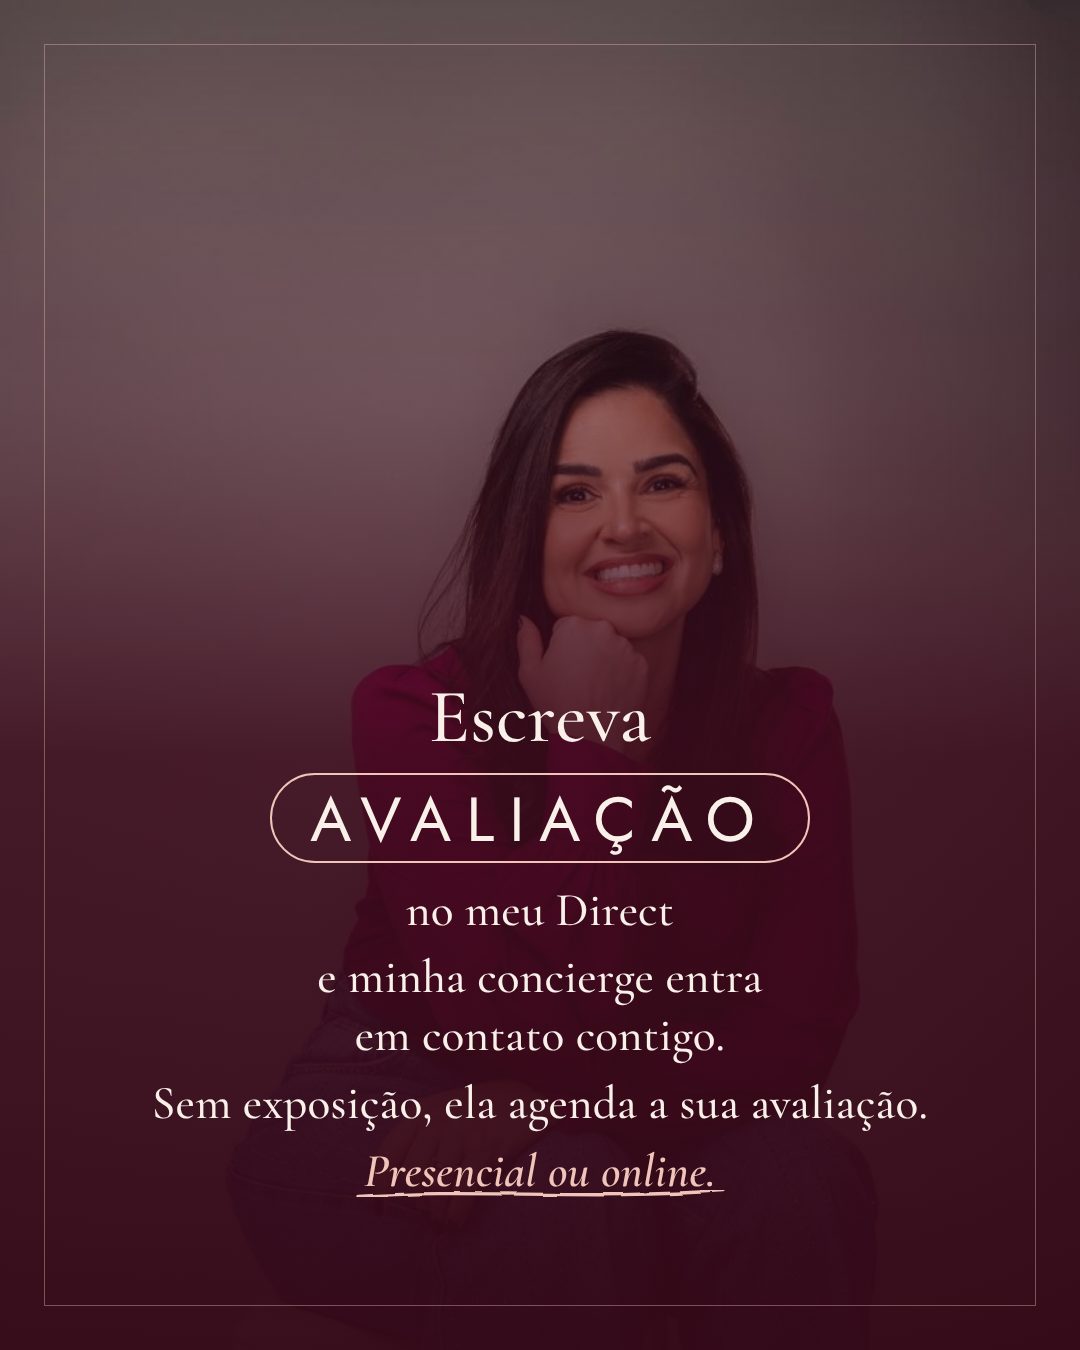 Escreva
AVALIAÇÃO
no meu Direct
e minha concierge entra
em contato contigo.
Sem exposição, ela agenda a sua avaliação.
Presencial ou online.